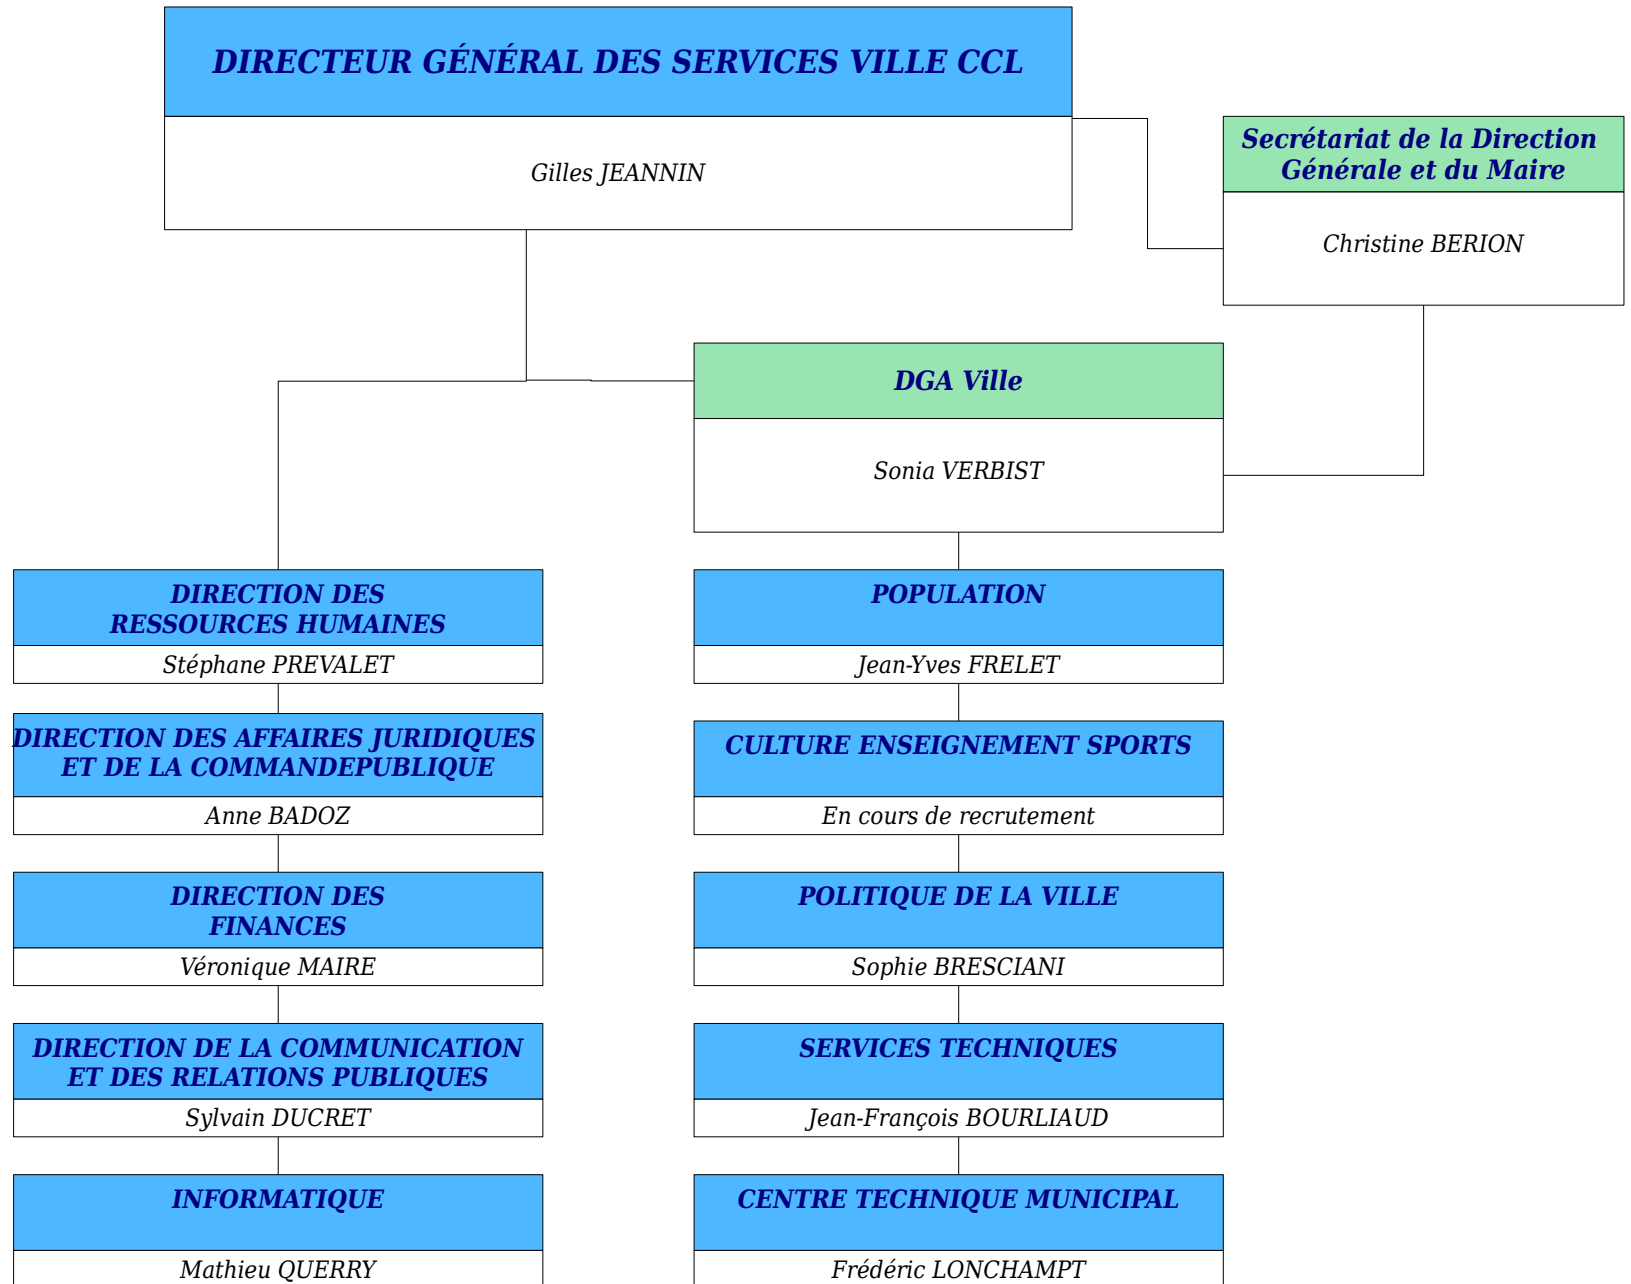 DIRECTEUR GÉNÉRAL DES SERVICES VILLE CCL
Gilles JEANNIN
Secrétariat de la Direction
Générale et du Maire
Christine BERION
DGA Ville
Sonia VERBIST
DIRECTION DES
RESSOURCES HUMAINES
Stéphane PREVALET
DIRECTION DES AFFAIRES JURIDIQUES
ET DE LA COMMANDEPUBLIQUE
Anne BADOZ
DIRECTION DES
FINANCES
Véronique MAIRE
DIRECTION DE LA COMMUNICATION
ET DES RELATIONS PUBLIQUES
Sylvain DUCRET
INFORMATIQUE
Mathieu QUERRY
POPULATION
Jean-Yves FRELET
CULTURE ENSEIGNEMENT SPORTS
En cours de recrutement
POLITIQUE DE LA VILLE
Sophie BRESCIANI
SERVICES TECHNIQUES
Jean-François BOURLIAUD
CENTRE TECHNIQUE MUNICIPAL
Frédéric LONCHAMPT